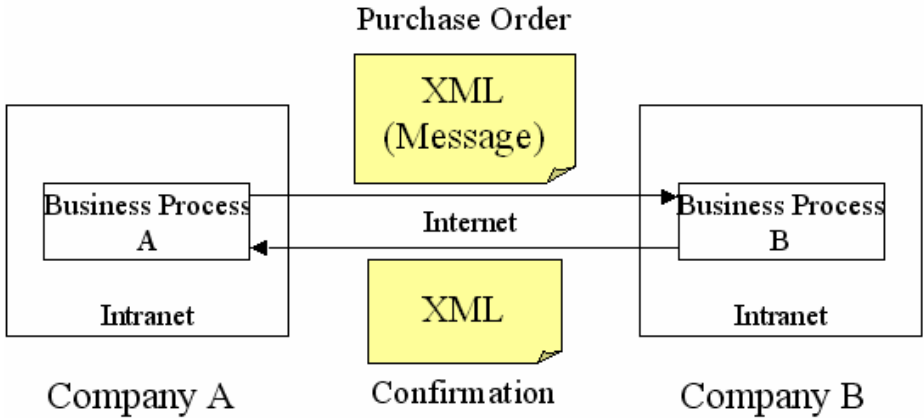 Purchase Order
XML
(Message)
Business Process
A
Internet
Business Process
B
Intranet
XML
Intranet
Company A
Confirmation
Company B